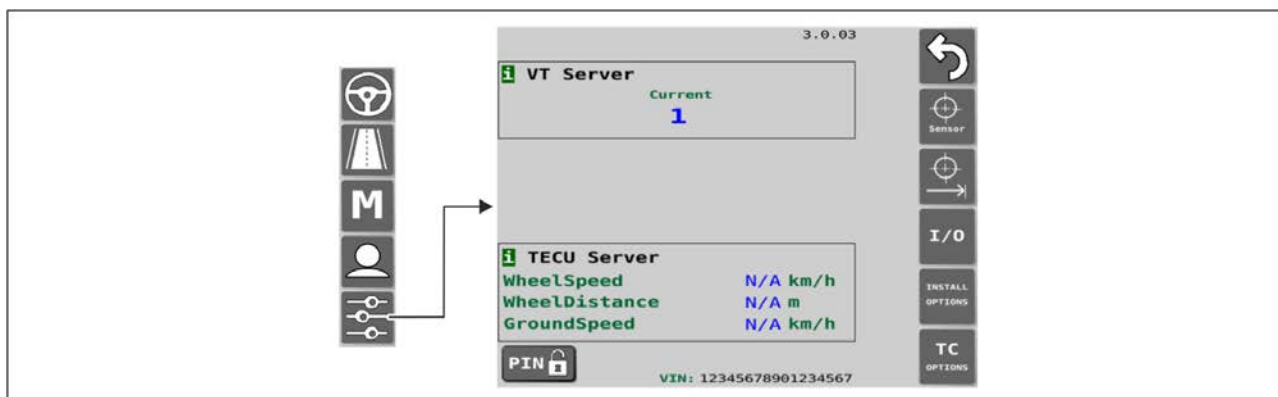 3.0.03
i VT Server
Current
1
M
Sensor
I/O
i TECU Server
WheelSpeed N/A km/h
WheelDistance N/A m
GroundSpeed N/A km/h
INSTALL
OPTIONS
PIN
TC
OPTIONS
VIN: 12345678901234567